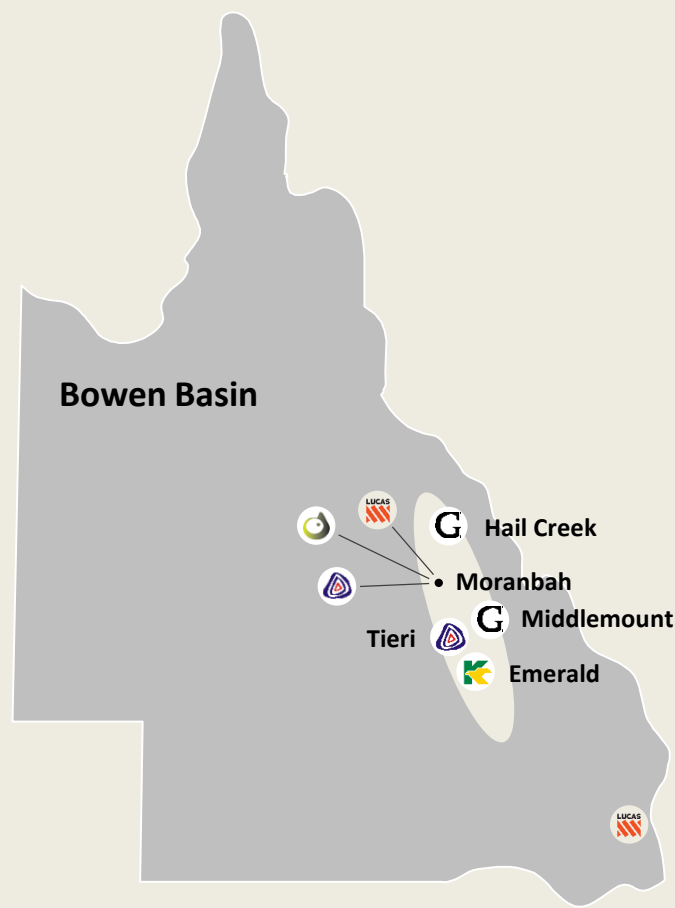 Bowen Basin
LUCAS
G Hail Creek
Moranbah
G Middlemount
Tieri
Emerald
LUCAS